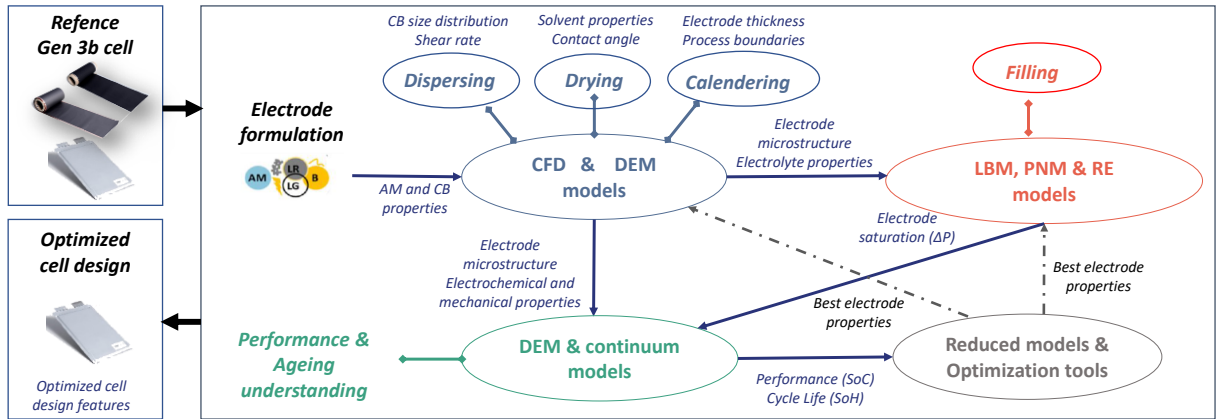 Refence
Gen 3b cell
Optimized
cell design
Optimized cell
design features
Electrode
formulation
AM
LR
LG
B
AM and CB
properties
CB size distribution
Shear rate
Dispersing
Solvent properties
Contact angle
Drying
Electrode thickness
Process boundaries
Calendering
CFD & DEM
models
Electrode
microstructure
Electrolyte properties
Filling
LBM, PNM & RE
models
Electrode
saturation (ΔP)
Electrode
microstructure
Electrochemical and
mechanical properties
Best electrode
properties
Best electrode
properties
Performance &
Ageing
understanding
DEM & continuum
models
Performance (SoC)
Cycle Life (SoH)
Reduced models &
Optimization tools